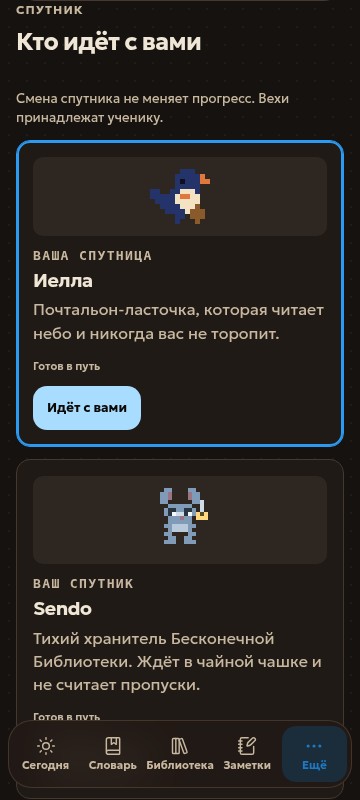 СПУТНИК
Кто идёт с вами
Смена спутника не меняет прогресс. Вехи
принадлежат ученику.
ВАША СПУТНИЦА
Иелла
Почтальон-ласточка, которая читает
небо и никогда вас не торопит.
Готов в путь
Идёт с вами
ВАШ СПУТНИК
Sendo
Тихий хранитель Бесконечной
Библиотеки. Ждёт в чайной чашке и
не считает пропуски.
Готов в путь
Сегодня
Словарь
Библиотека
Заметки
Ещё